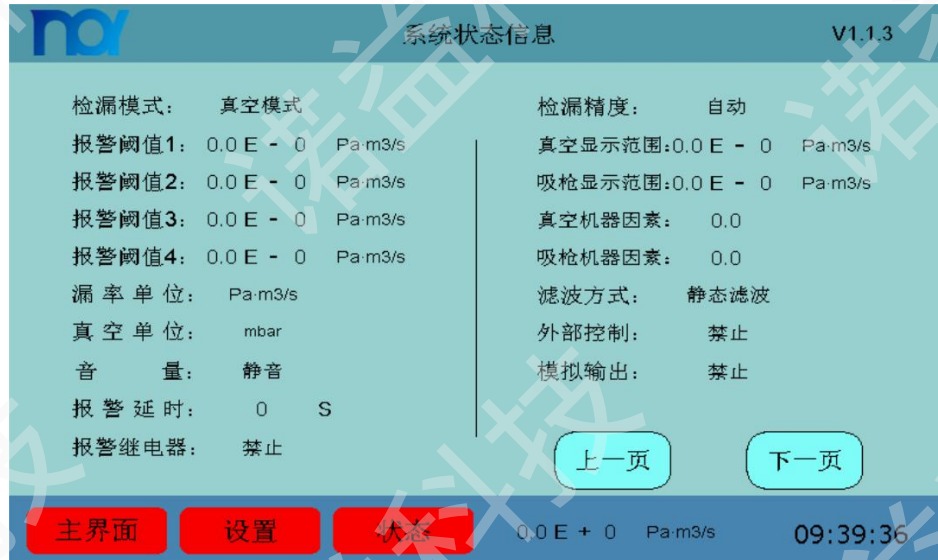 noy
系统状态信息
V1.1.3
检漏模式： 真空模式
报警阈值1： 0.0 E - 0 Pa·m3/s
报警阈值2： 0.0 E - 0 Pa·m3/s
报警阈值3： 0.0 E - 0 Pa·m3/s
报警阈值4： 0.0 E - 0 Pa·m3/s
漏率单位： Pa·m3/s
真空单位： mbar
音量： 静音
报警延时： 0 S
报警继电器： 禁止
检漏精度： 自动
真空显示范围:0.0 E - 0 Pa·m3/s
吸枪显示范围:0.0 E - 0 Pa·m3/s
真空机器因素： 0.0
吸枪机器因素： 0.0
滤波方式： 静态滤波
外部控制： 禁止
模拟输出： 禁止
上一页 下一页
主界面 设置 状态 0.0 E + 0 Pa·m3/s 09:39:36
诺益科技